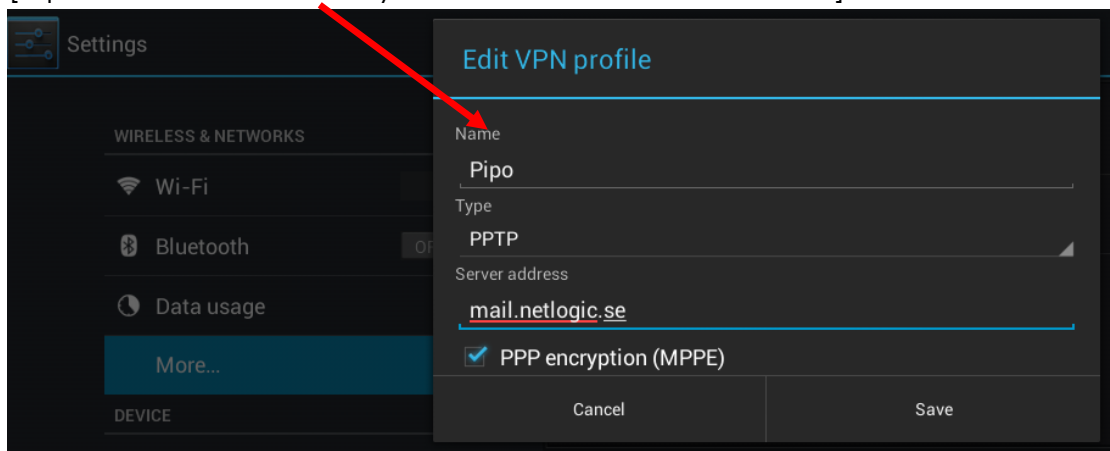 Settings
Edit VPN profile
WIRELESS & NETWORKS
Name
Wi-Fi
Pipo
Type
Bluetooth
PPTP
Server address
Data usage
mail.netlogic.se
PPP encryption (MPPE)
More...
Cancel
Save
DEVICE